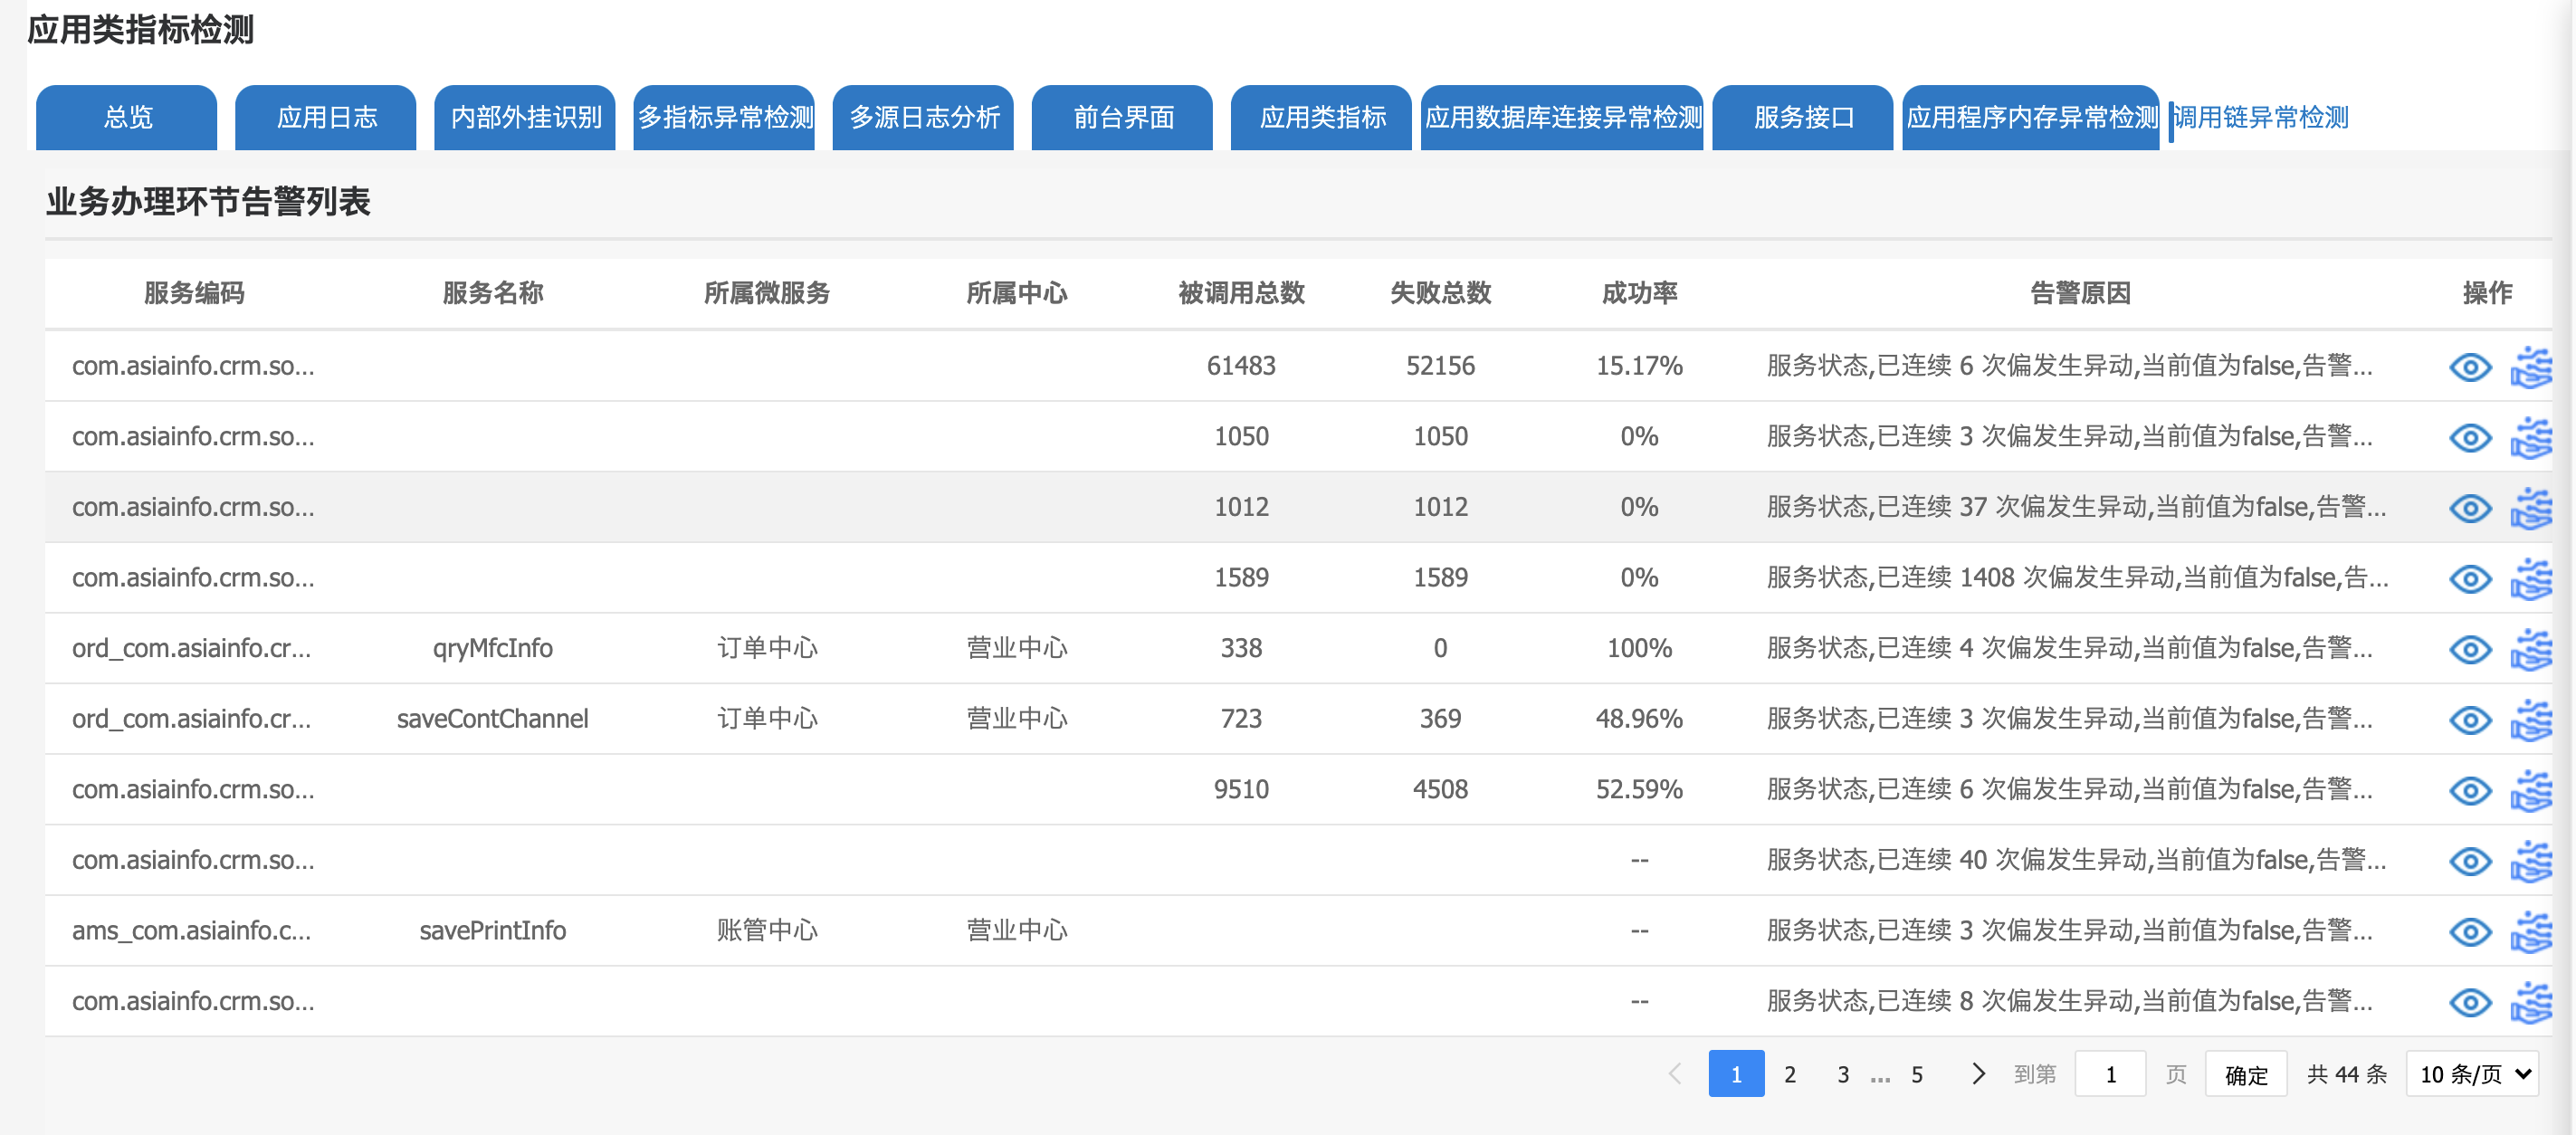 应用类指标检测
总览 应用日志 内部外挂识别 多指标异常检测 多源日志分析 前台界面 应用类指标 应用数据库连接异常检测 服务接口 应用程序内存异常检测 调用链异常检测
业务办理环节告警列表
服务编码 服务名称 所属微服务 所属中心 被调用总数 失败总数 成功率 告警原因 操作
com.asiainfo.crm.so... 61483 52156 15.17% 服务状态,已连续 6 次偏发生异动,当前值为false,告警...
com.asiainfo.crm.so... 1050 1050 0% 服务状态,已连续 3 次偏发生异动,当前值为false,告警...
com.asiainfo.crm.so... 1012 1012 0% 服务状态,已连续 37 次偏发生异动,当前值为false,告警...
com.asiainfo.crm.so... 1589 1589 0% 服务状态,已连续 1408 次偏发生异动,当前值为false,告...
ord_com.asiainfo.cr... qryMfcInfo 订单中心 营业中心 338 0 100% 服务状态,已连续 4 次偏发生异动,当前值为false,告警...
ord_com.asiainfo.cr... saveContChannel 订单中心 营业中心 723 369 48.96% 服务状态,已连续 3 次偏发生异动,当前值为false,告警...
com.asiainfo.crm.so... 9510 4508 52.59% 服务状态,已连续 6 次偏发生异动,当前值为false,告警...
com.asiainfo.crm.so... -- 服务状态,已连续 40 次偏发生异动,当前值为false,告警...
ams_com.asiainfo.c... savePrintInfo 账管中心 营业中心 -- 服务状态,已连续 3 次偏发生异动,当前值为false,告警...
com.asiainfo.crm.so... -- 服务状态,已连续 8 次偏发生异动,当前值为false,告警...
1 2 3 ... 5 到第 1 页 确定 共 44 条 10 条/页